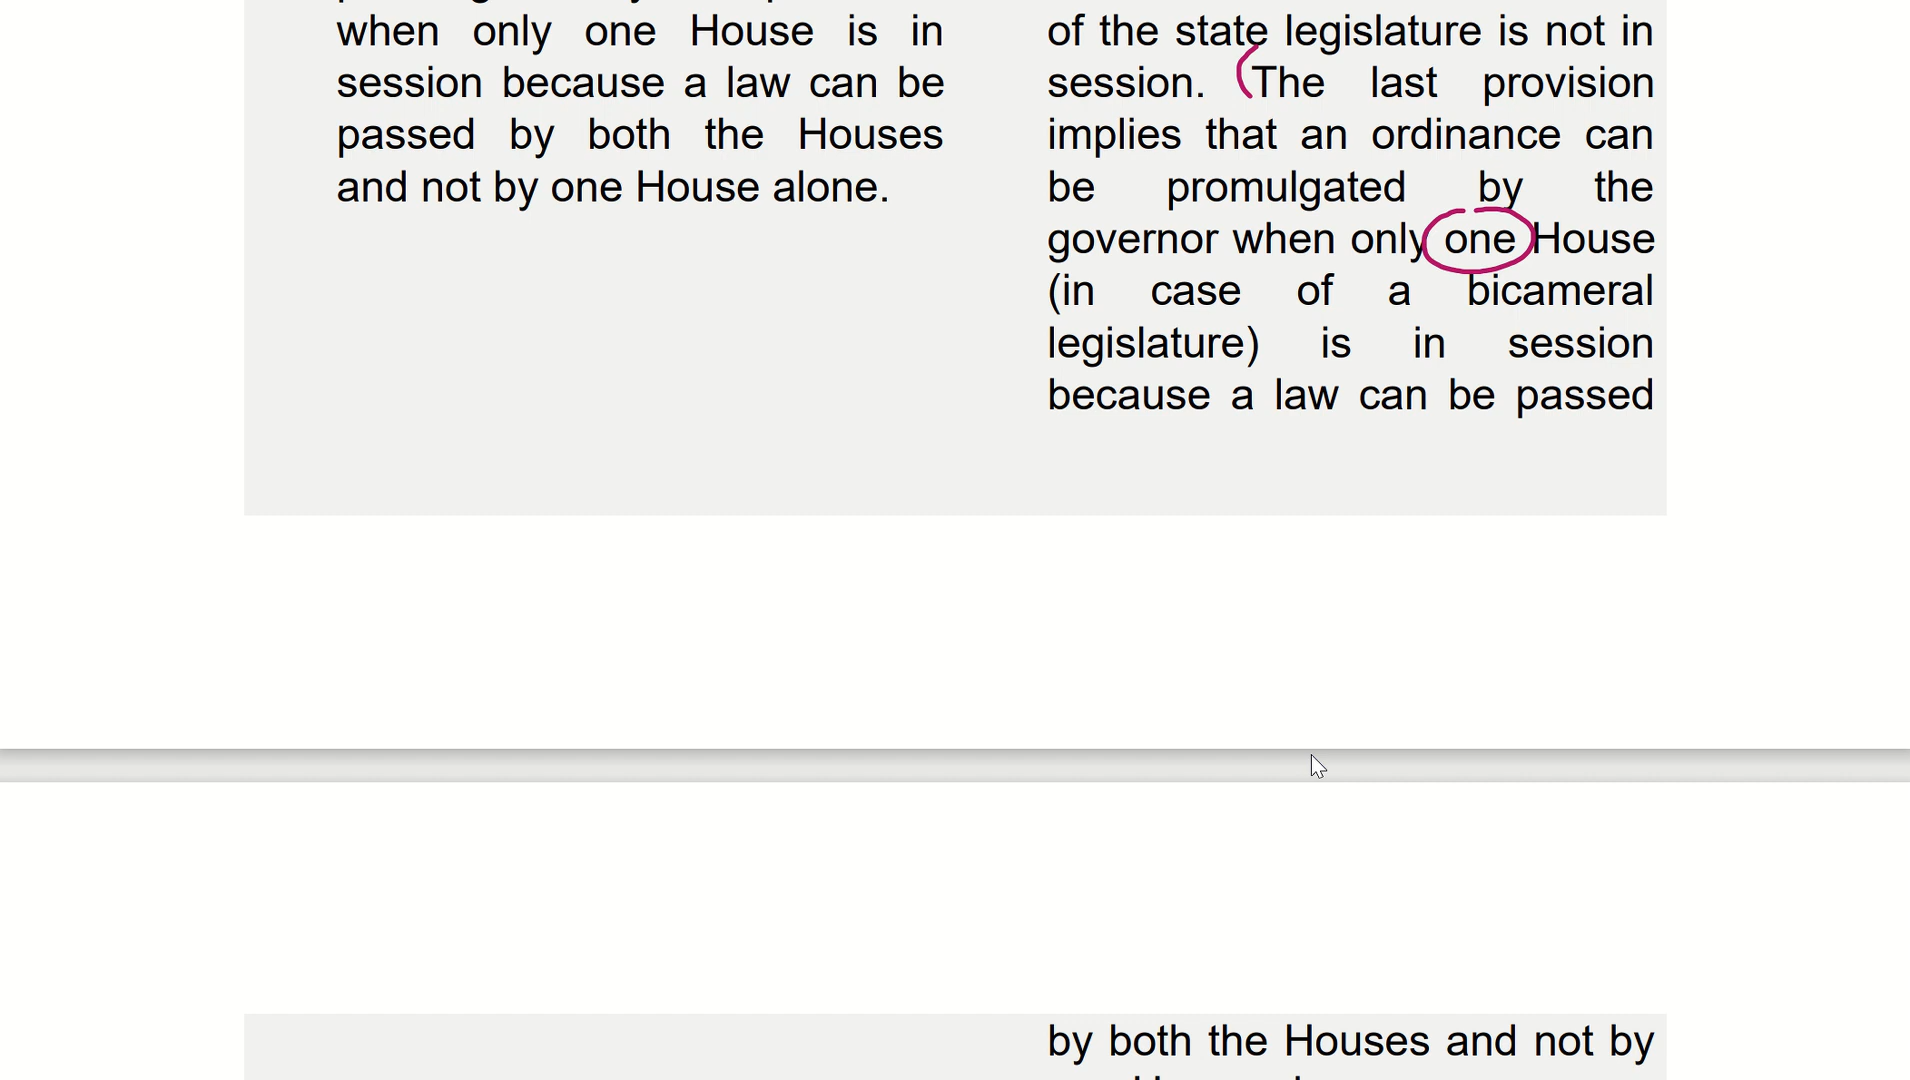 when only one House is in
session because a law can be
passed by both the Houses
and not by one House alone.
of the state legislature is not in
session. The last provision
implies that an ordinance can
be promulgated by the
governor when only one House
(in case of a bicameral
legislature) is in session
because a law can be passed
by both the Houses and not by